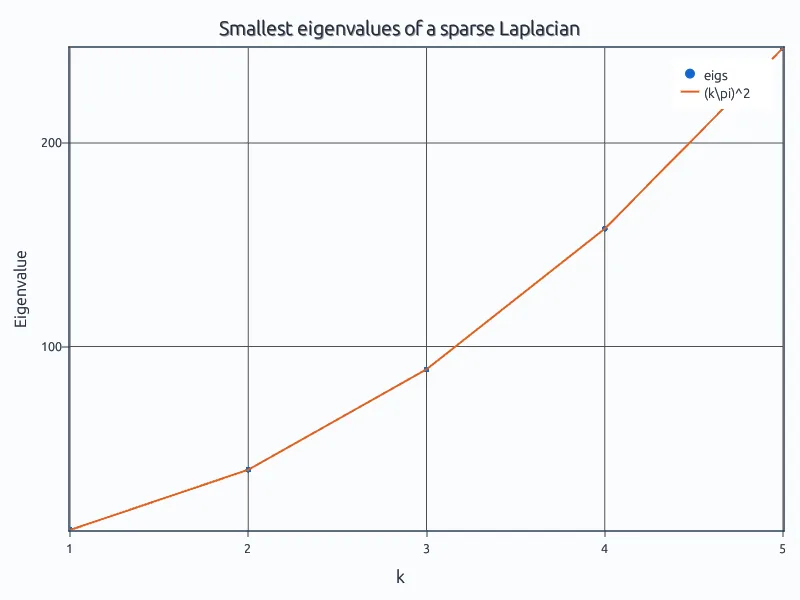 Smallest eigenvalues of a sparse Laplacian
eigs
(k\pi)^2
200
100
Eigenvalue
1
2
3
4
5
k